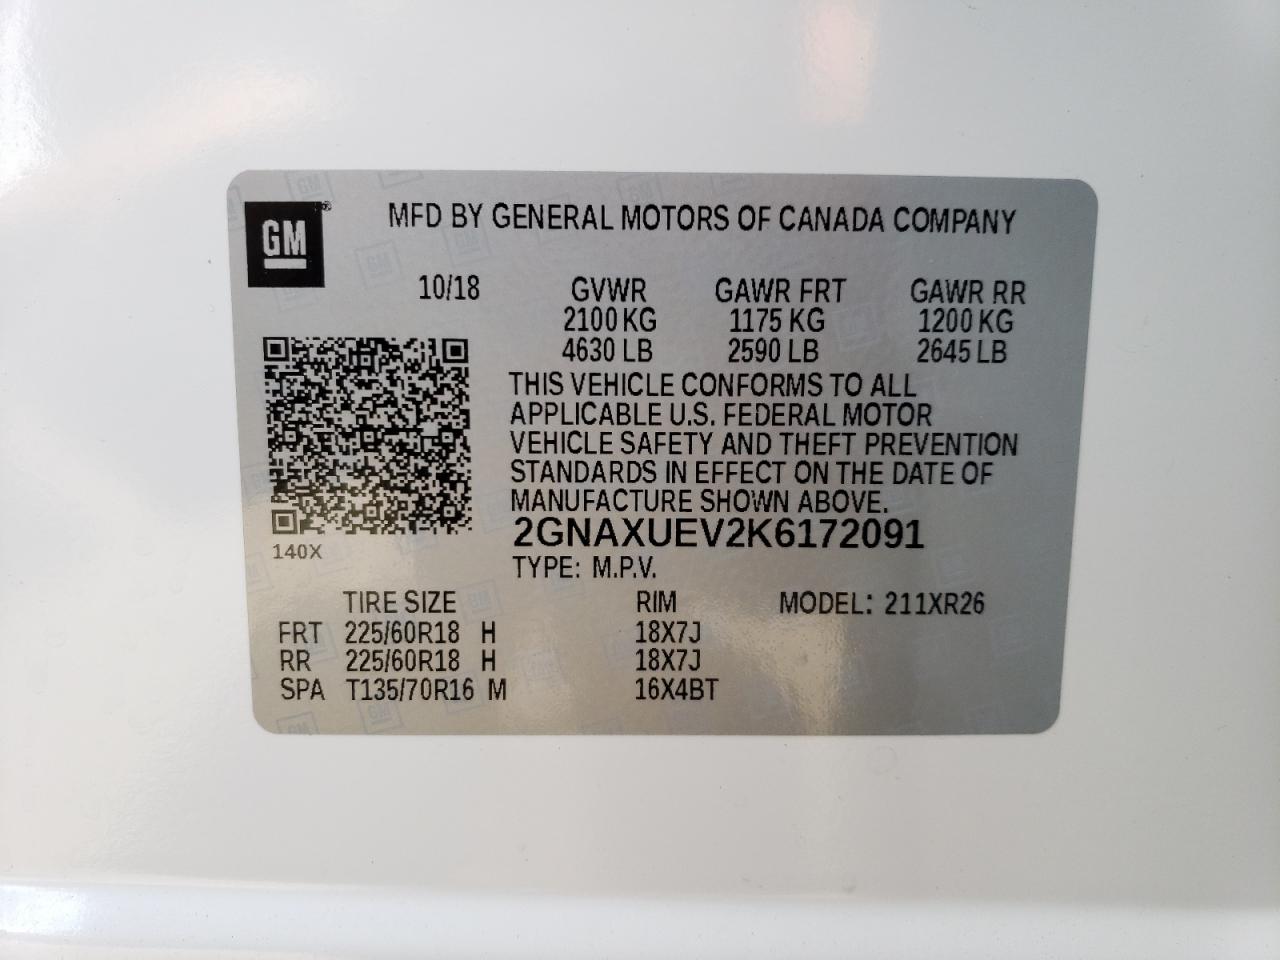 GM®
MFD BY GENERAL MOTORS OF CANADA COMPANY
10/18 GVWR GAWR FRT GAWR RR
2100 KG 1175 KG 1200 KG
4630 LB 2590 LB 2645 LB
THIS VEHICLE CONFORMS TO ALL
APPLICABLE U.S. FEDERAL MOTOR
VEHICLE SAFETY AND THEFT PREVENTION
STANDARDS IN EFFECT ON THE DATE OF
MANUFACTURE SHOWN ABOVE.
2GNAXUEV2K6172091
140X
TYPE: M.P.V.
TIRE SIZE RIM MODEL: 211XR26
FRT 225/60R18 H 18X7J
RR 225/60R18 H 18X7J
SPA T135/70R16 M 16X4BT